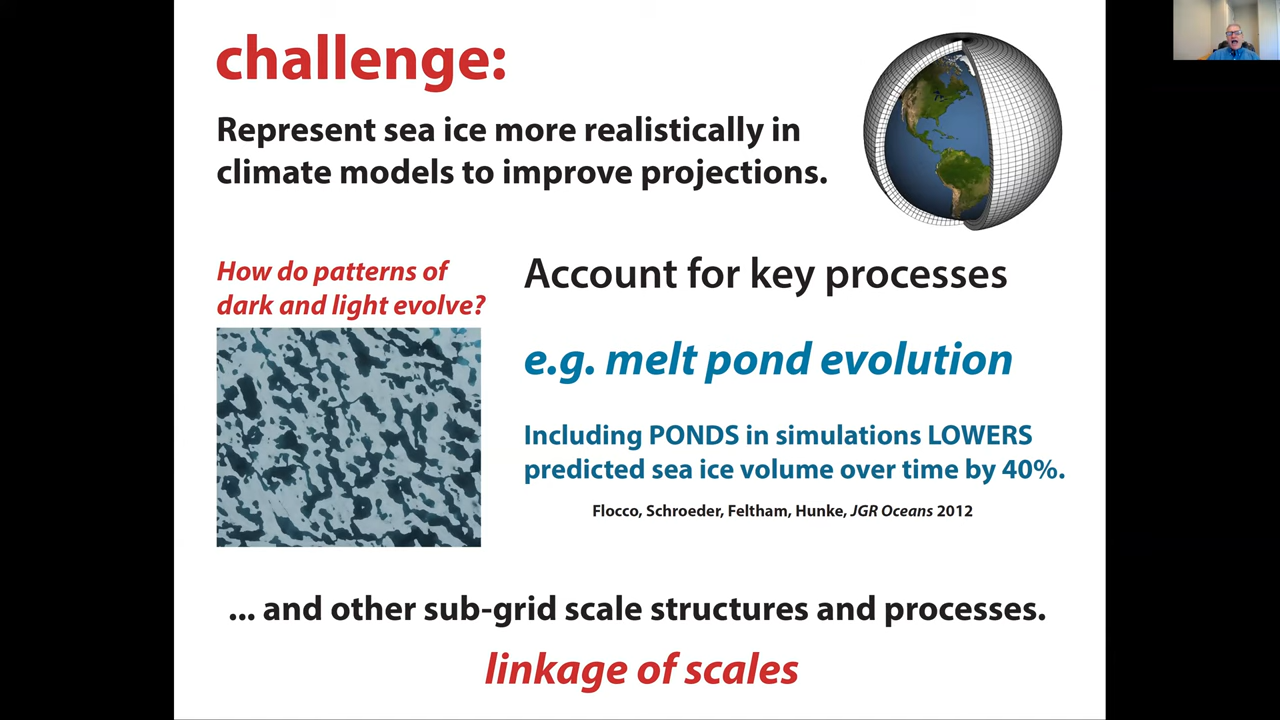 challenge:
Represent sea ice more realistically in
climate models to improve projections.
How do patterns of
dark and light evolve?
Account for key processes
e.g. melt pond evolution
Including PONDS in simulations LOWERS
predicted sea ice volume over time by 40%.
Flocco, Schroeder, Feltham, Hunke, JGR Oceans 2012
... and other sub-grid scale structures and processes.
linkage of scales